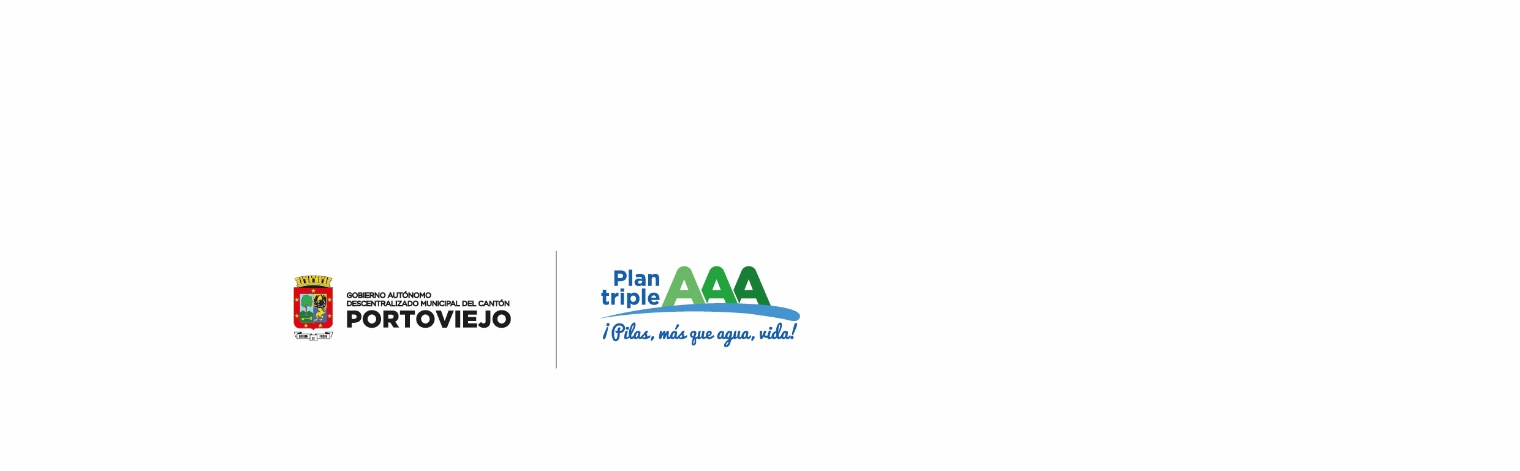 GOBIERNO AUTÓNOMO
DESCENTRALIZADO MUNICIPAL DEL CANTÓN
PORTOVIEJO
Plan
triple AAA
¡Pilas, más que agua, vida!